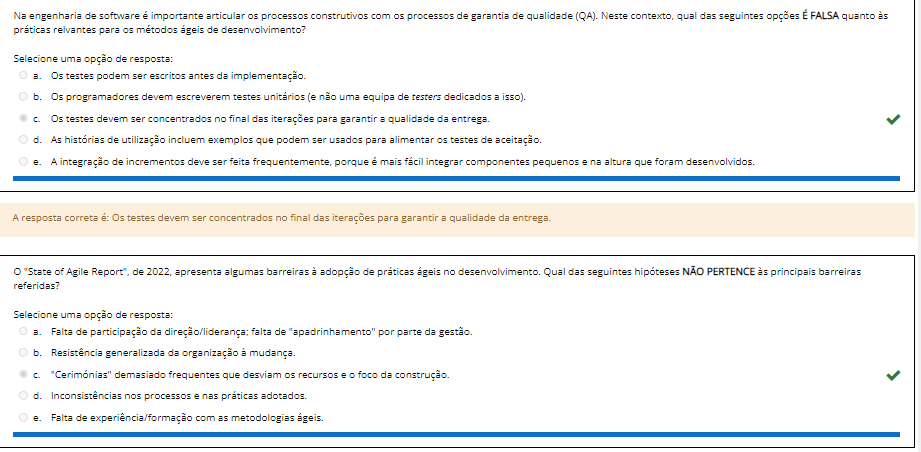 Na engenharia de software é importante articular os processos construtivos com os processos de garantia de qualidade (QA). Neste contexto, qual das seguintes opções É FALSA quanto às
práticas relvantes para os métodos ágeis de desenvolvimento?
Selecione uma opção de resposta:
a. Os testes podem ser escritos antes da implementação.
b. Os programadores devem escreverem testes unitários (e não uma equipa de testers dedicados a isso).
c. Os testes devem ser concentrados no final das iterações para garantir a qualidade da entrega.
d. As histórias de utilização incluem exemplos que podem ser usados para alimentar os testes de aceitação.
e. A integração de incrementos deve ser feita frequentemente, porque é mais fácil integrar componentes pequenos e na altura que foram desenvolvidos.
A resposta correta é: Os testes devem ser concentrados no final das iterações para garantir a qualidade da entrega.
O "State of Agile Report", de 2022, apresenta algumas barreiras à adopção de práticas ágeis no desenvolvimento. Qual das seguintes hipóteses NÃO PERTENCE às principais barreiras
referidas?
Selecione uma opção de resposta:
a. Falta de participação da direção/liderança; falta de "apadrinhamento" por parte da gestão.
b. Resistência generalizada da organização à mudança.
c. "Cerimónias" demasiado frequentes que desviam os recursos e o foco da construção.
d. Inconsistências nos processos e nas práticas adotados.
e. Falta de experiência/formação com as metodologias ágeis.